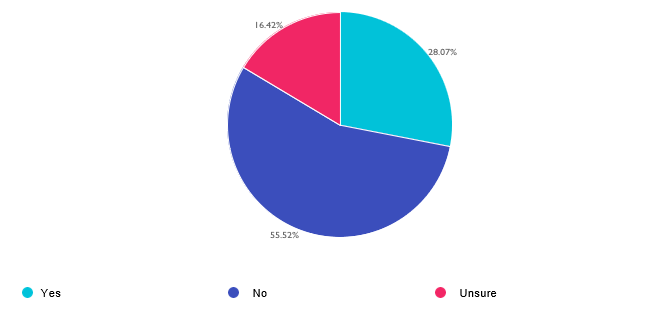 16.42%
28.07%
55.52%
Yes
No
Unsure